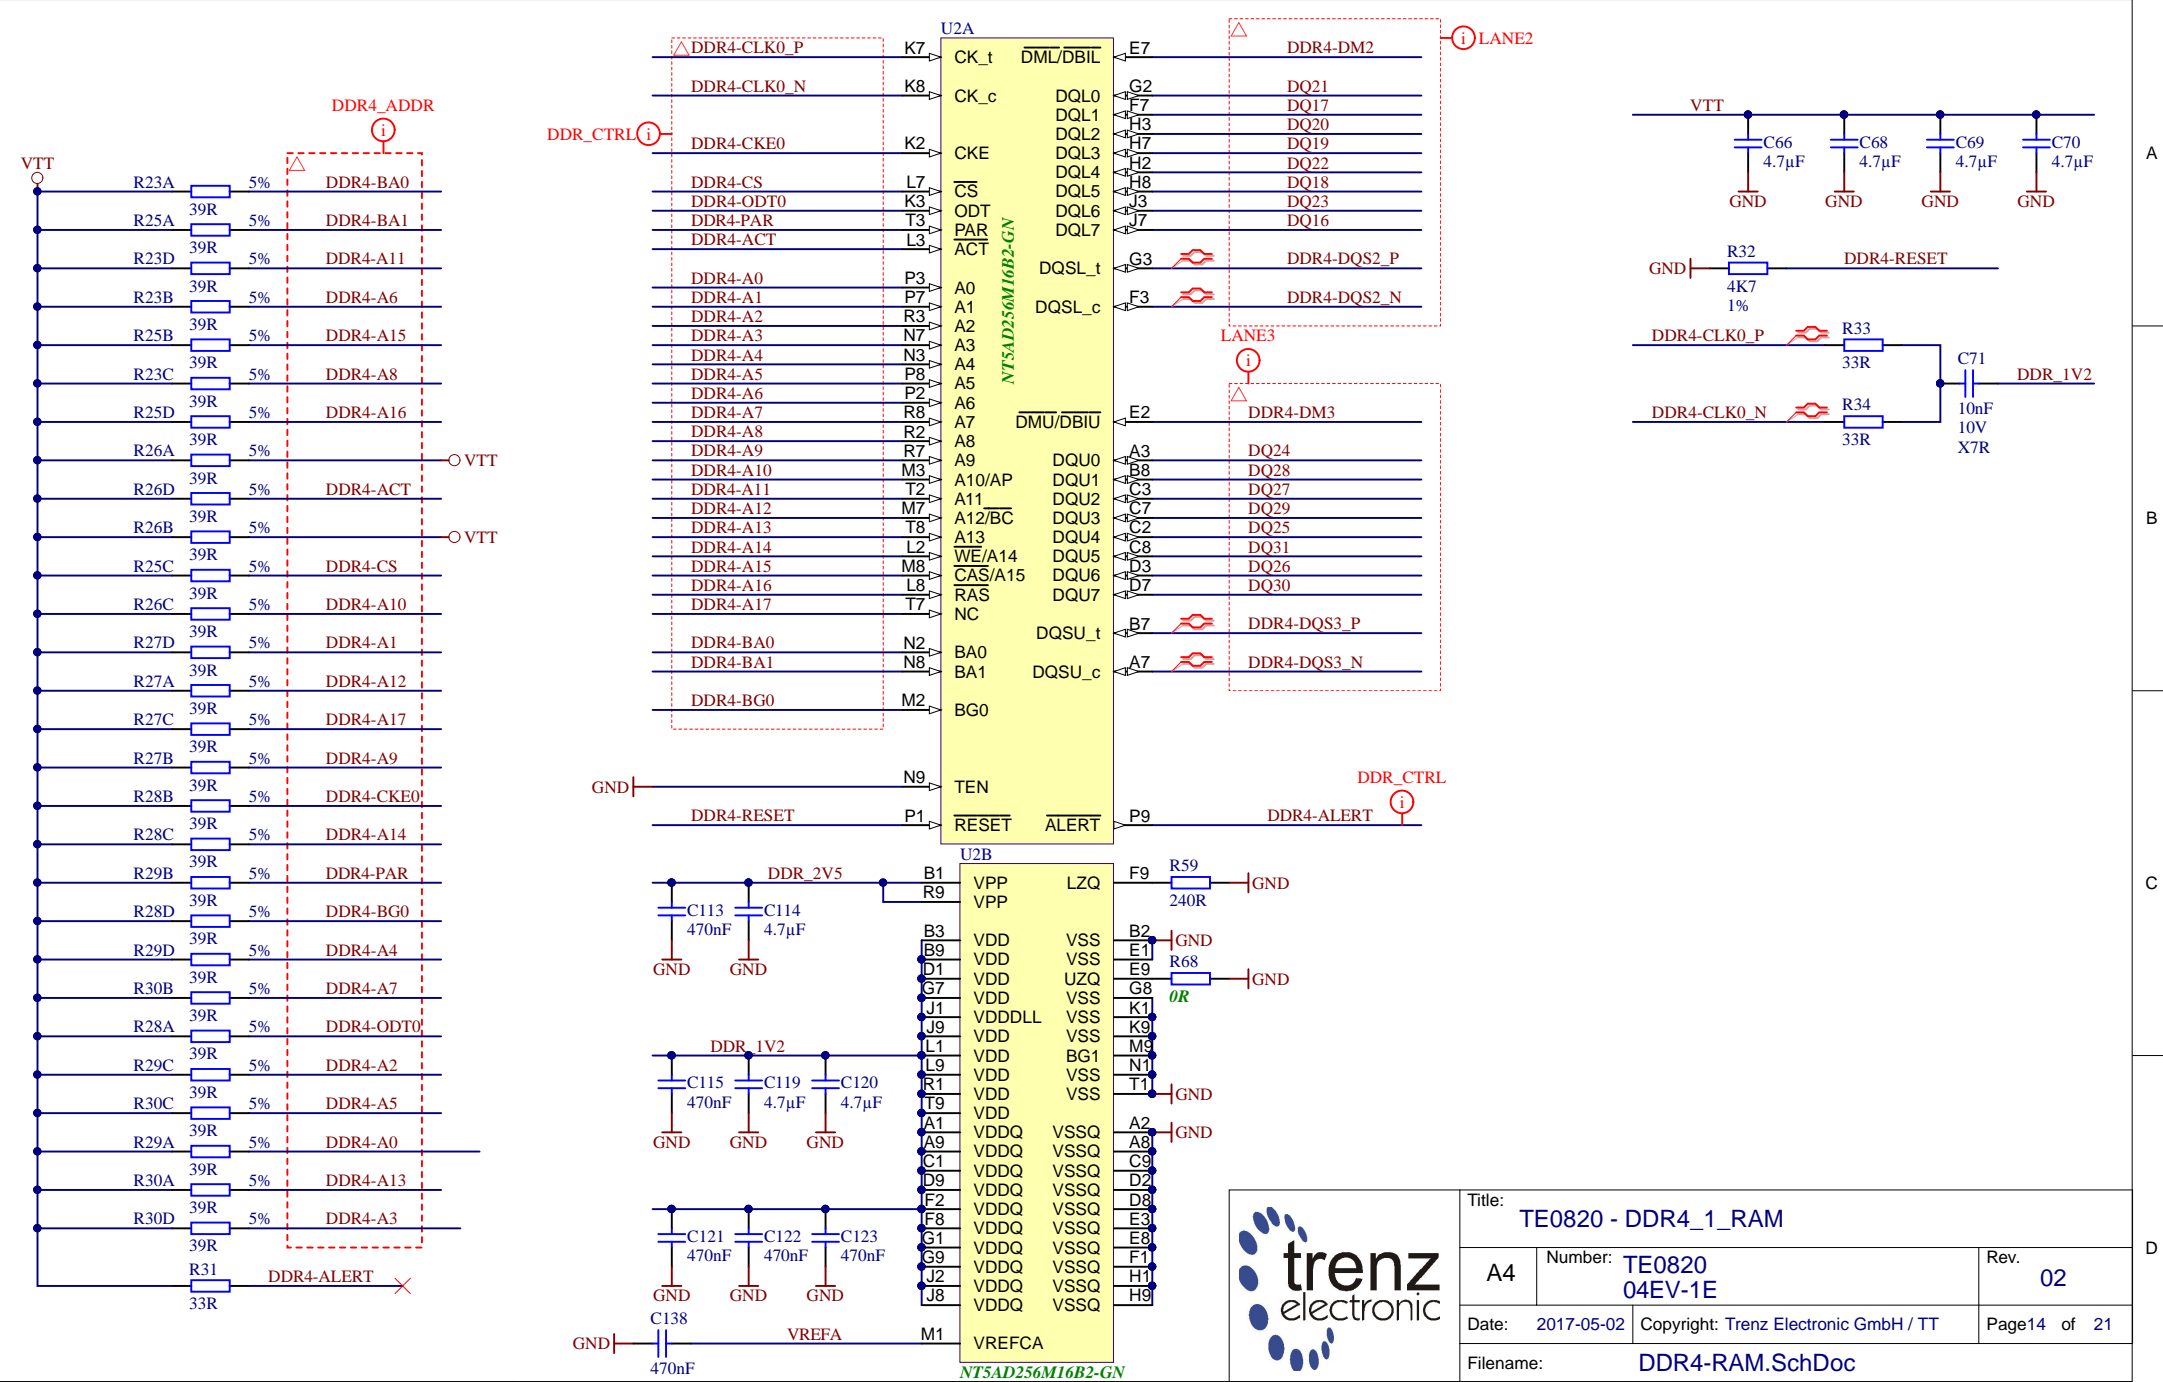 DDR4_ADDR
i
VTT
R23A 5% DDR4-BA0
39R
R25A 5% DDR4-BA1
39R
R23D 5% DDR4-A11
39R
R23B 5% DDR4-A6
39R
R25B 5% DDR4-A15
39R
R23C 5% DDR4-A8
39R
R25D 5% DDR4-A16
39R
R26A 5% VTT
39R
R26D 5% DDR4-ACT
39R
R26B 5% VTT
39R
R25C 5% DDR4-CS
39R
R26C 5% DDR4-A10
39R
R27D 5% DDR4-A1
39R
R27A 5% DDR4-A12
39R
R27C 5% DDR4-A17
39R
R27B 5% DDR4-A9
39R
R28B 5% DDR4-CKE0
39R
R28C 5% DDR4-A14
39R
R29B 5% DDR4-PAR
39R
R28D 5% DDR4-BG0
39R
R29D 5% DDR4-A4
39R
R30B 5% DDR4-A7
39R
R28A 5% DDR4-ODT0
39R
R29C 5% DDR4-A2
39R
R30C 5% DDR4-A5
39R
R29A 5% DDR4-A0
39R
R30A 5% DDR4-A13
39R
R30D 5% DDR4-A3
39R
R31 DDR4-ALERT
33R
U2A
DDR_CTRL i
DDR4-CLK0_P K7 CK_t
DDR4-CLK0_N K8 CK_c
DDR4-CKE0 K2 CKE
DDR4-CS L7 CS
DDR4-ODT0 K3 ODT
DDR4-PAR T3 PAR
DDR4-ACT L3 ACT
DDR4-A0 P3 A0
DDR4-A1 P7 A1
DDR4-A2 R3 A2
DDR4-A3 N7 A3
DDR4-A4 N3 A4
DDR4-A5 P8 A5
DDR4-A6 P2 A6
DDR4-A7 R8 A7
DDR4-A8 R2 A8
DDR4-A9 R7 A9
DDR4-A10 M3 A10/AP
DDR4-A11 T2 A11
DDR4-A12 M7 A12/BC
DDR4-A13 T8 A13
DDR4-A14 L2 WE/A14
DDR4-A15 M8 CAS/A15
DDR4-A16 L8 RAS
DDR4-A17 T7 NC
DDR4-BA0 N2 BA0
DDR4-BA1 N8 BA1
DDR4-BG0 M2 BG0
GND N9 TEN
DDR4-RESET P1 RESET
NT5AD256M16B2-GN
i LANE2
DML/DBIL E7 DDR4-DM2
DQL0 G2 DQ21
DQL1 F7 DQ17
DQL2 H3 DQ20
DQL3 H7 DQ19
DQL4 H2 DQ22
DQL5 H8 DQ18
DQL6 J3 DQ23
DQL7 J7 DQ16
DQSL_t G3 DDR4-DQS2_P
DQSL_c F3 DDR4-DQS2_N
LANE3
i
DMU/DBIU E2 DDR4-DM3
DQU0 A3 DQ24
DQU1 B8 DQ28
DQU2 C3 DQ27
DQU3 C7 DQ29
DQU4 C2 DQ25
DQU5 C8 DQ31
DQU6 D3 DQ26
DQU7 D7 DQ30
DQSU_t B7 DDR4-DQS3_P
DQSU_c A7 DDR4-DQS3_N
DDR_CTRL
i
ALERT P9 DDR4-ALERT
U2B
DDR_2V5 B1 VPP
R9 VPP
C113 C114
470nF 4.7µF
GND GND
B3 VDD
B9 VDD
D1 VDD
G7 VDD
J1 VDDDLL
J9 VDD
DDR_1V2 L1 VDD
L9 VDD
R1 VDD
T9 VDD
C115 C119 C120
470nF 4.7µF 4.7µF
GND GND GND
A1 VDDQ
A9 VDDQ
C1 VDDQ
D9 VDDQ
F2 VDDQ
F8 VDDQ
G1 VDDQ
G9 VDDQ
J2 VDDQ
J8 VDDQ
C121 C122 C123
470nF 470nF 470nF
GND GND GND
C138
GND VREFA M1 VREFCA
470nF
NT5AD256M16B2-GN
LZQ F9 R59 GND
240R
VSS B2 GND
VSS E1
UZQ E9 R68 GND
0R
VSS G8
VSS K1
VSS K9
BG1 M9
VSS N1
VSS T1 GND
VSSQ A2 GND
VSSQ A8
VSSQ C9
VSSQ D2
VSSQ D8
VSSQ E3
VSSQ E8
VSSQ F1
VSSQ H1
VSSQ H9
VTT
C66 C68 C69 C70
4.7µF 4.7µF 4.7µF 4.7µF
GND GND GND GND
R32
GND DDR4-RESET
4K7
1%
DDR4-CLK0_P R33
33R
C71 DDR_1V2
DDR4-CLK0_N R34
33R
10nF
10V
X7R
A
B
C
D
trenz
electronic
Title:
TE0820 - DDR4_1_RAM
A4 Number: TE0820
04EV-1E
Rev.
02
Date: 2017-05-02 Copyright: Trenz Electronic GmbH / TT Page14 of 21
Filename: DDR4-RAM.SchDoc